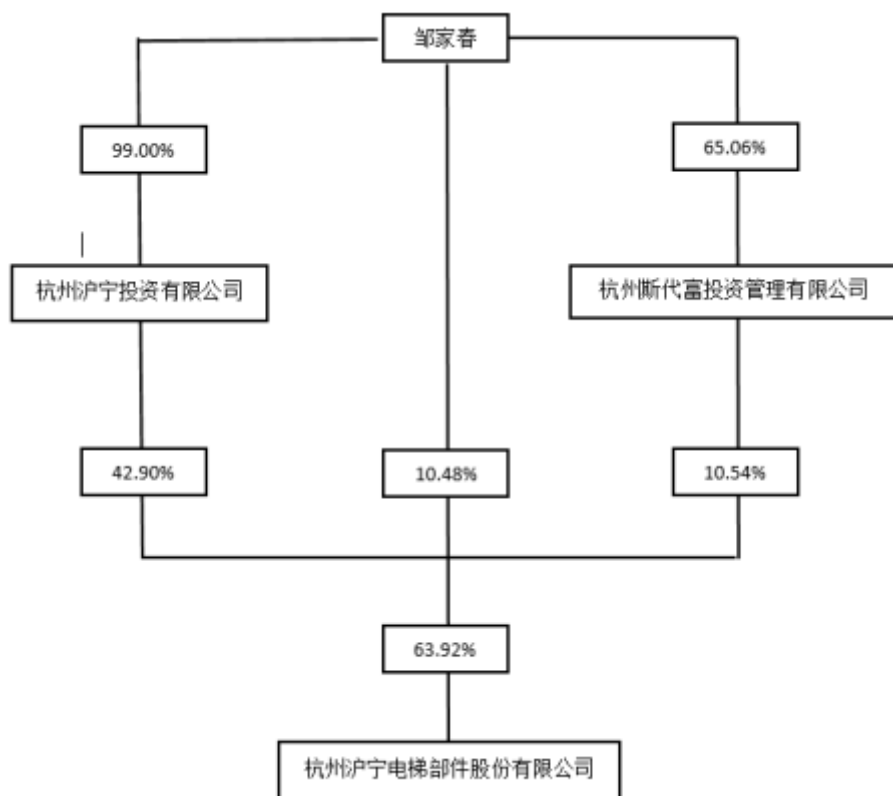 邹家春
99.00%
65.06%
杭州沪宁投资有限公司
杭州斯代富投资管理有限公司
42.90%
10.48%
10.54%
63.92%
杭州沪宁电梯部件股份有限公司